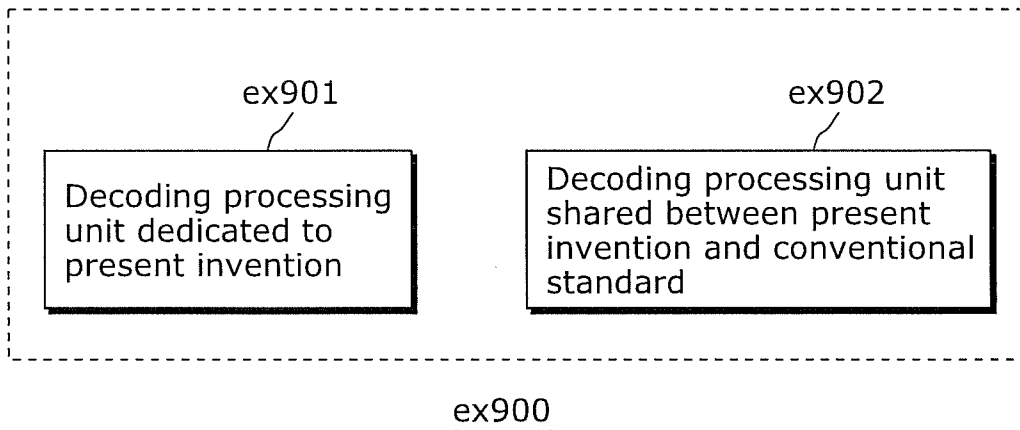 ex901
ex902
Decoding processing
unit dedicated to
present invention
Decoding processing unit
shared between present
invention and conventional
standard
ex900